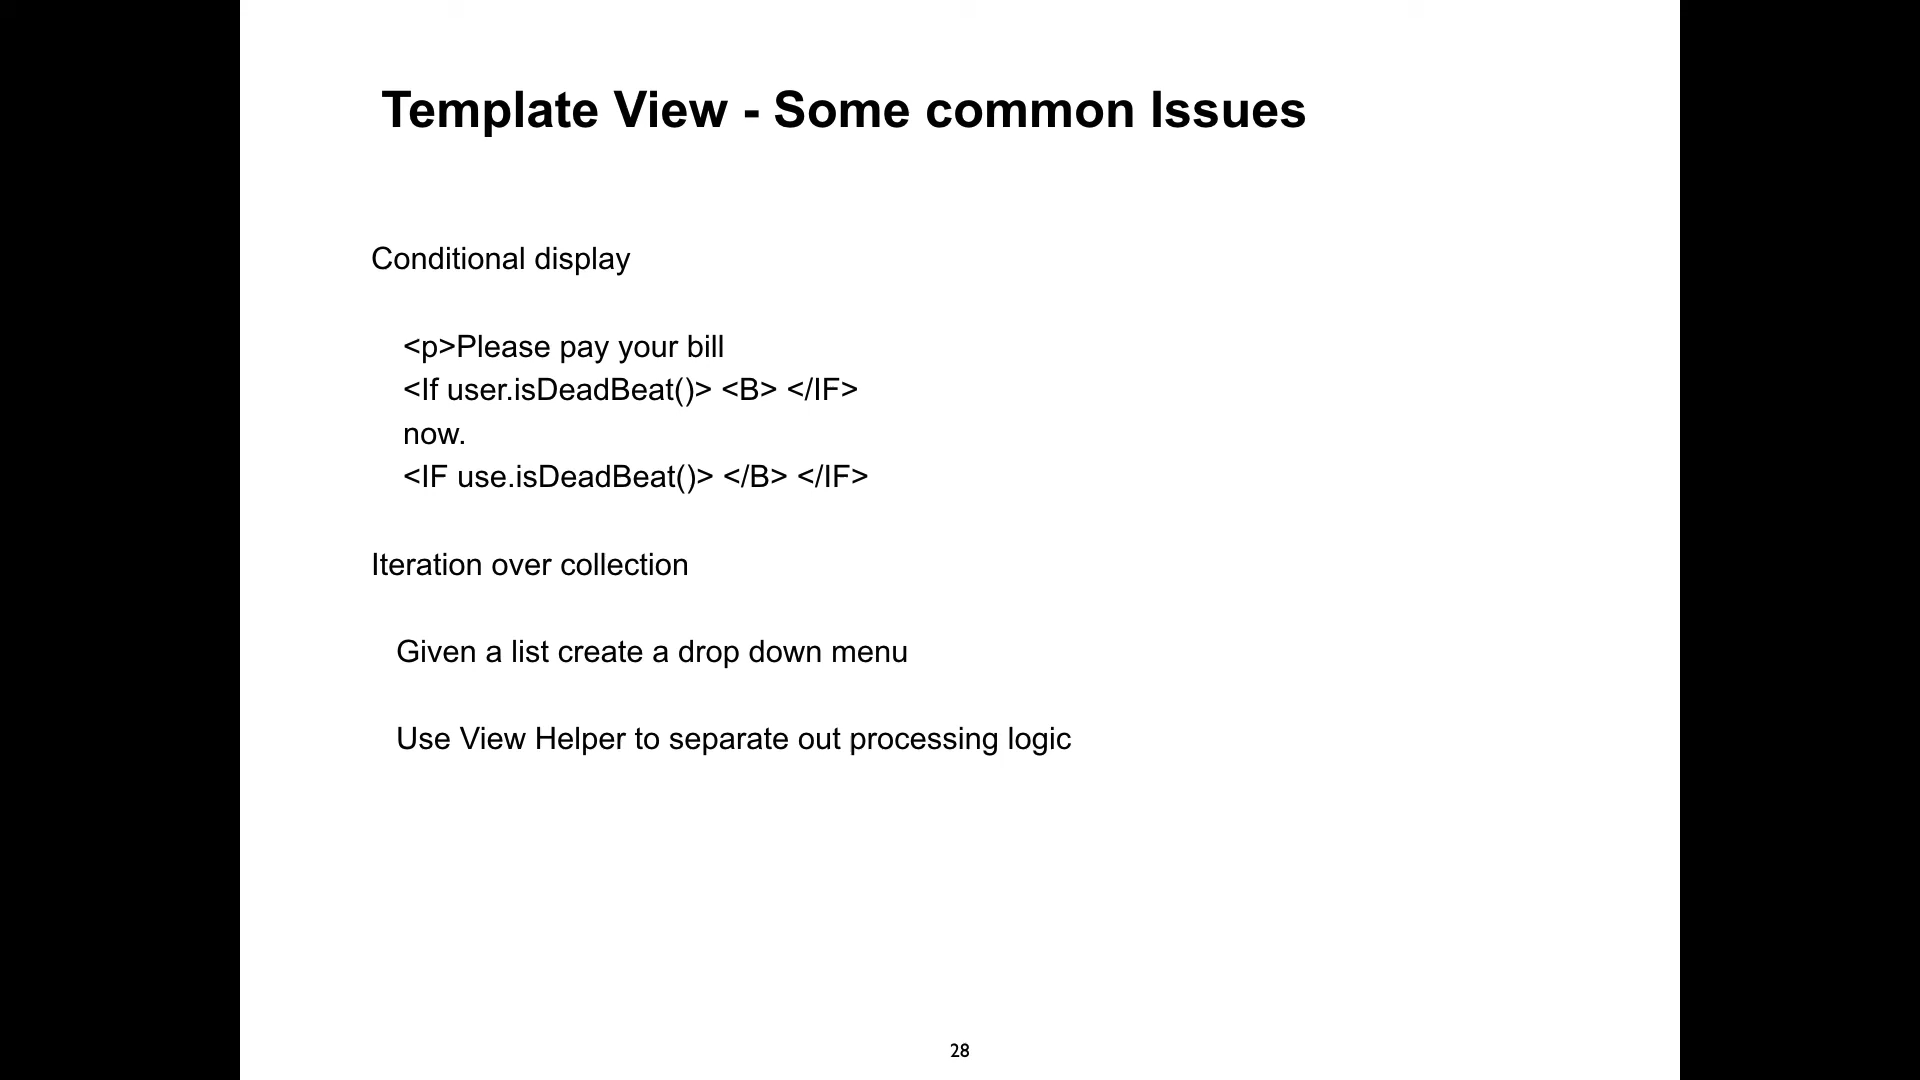 Template View - Some common Issues
Conditional display
<p>Please pay your bill
<If user.isDeadBeat()> <B> </IF>
now.
<IF use.isDeadBeat()> </B> </IF>
Iteration over collection
Given a list create a drop down menu
Use View Helper to separate out processing logic
28